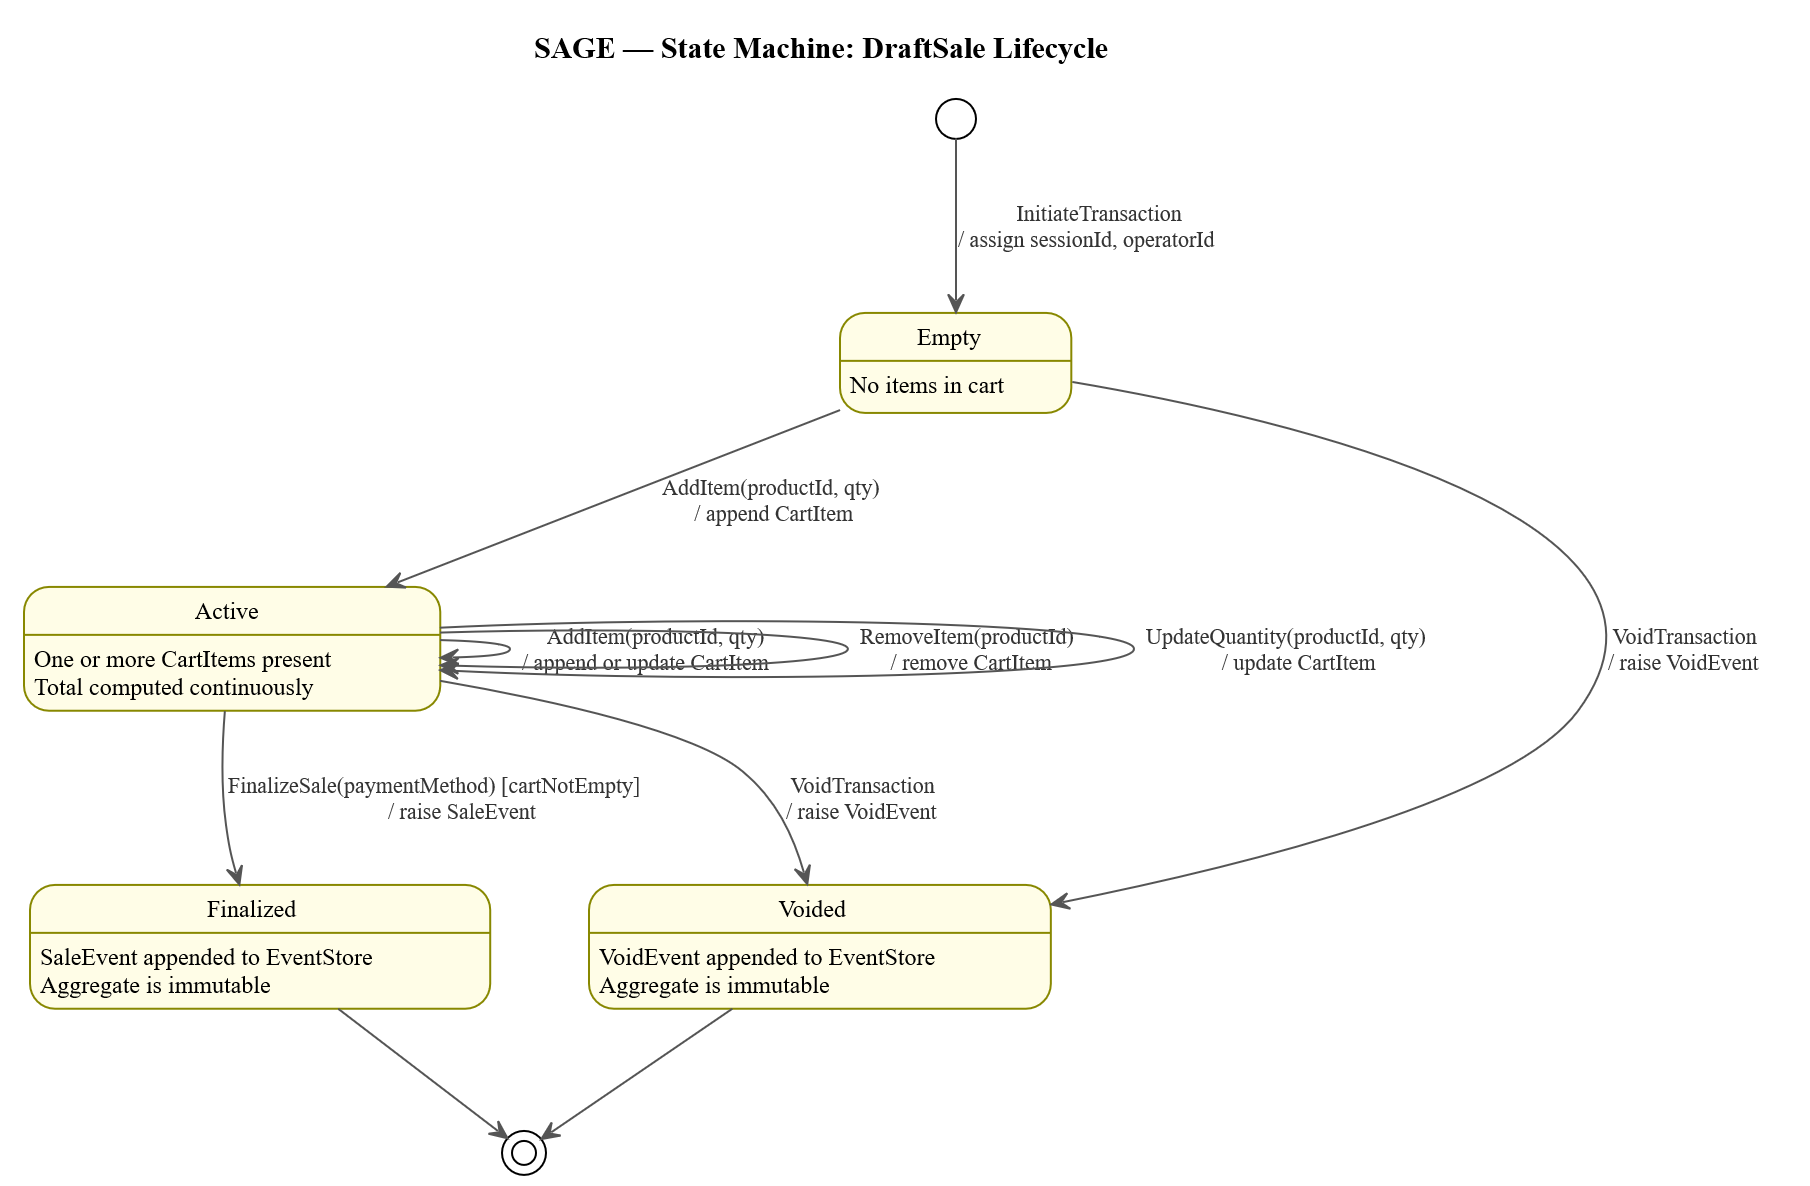 SAGE — State Machine: DraftSale Lifecycle
InitiateTransaction
/ assign sessionId, operatorId
Empty
No items in cart
AddItem(productId, qty)
/ append CartItem
Active
One or more CartItems present
Total computed continuously
AddItem(productId, qty)
/ append or update CartItem
RemoveItem(productId)
/ remove CartItem
UpdateQuantity(productId, qty)
/ update CartItem
VoidTransaction
/ raise VoidEvent
FinalizeSale(paymentMethod) [cartNotEmpty]
/ raise SaleEvent
VoidTransaction
/ raise VoidEvent
Finalized
SaleEvent appended to EventStore
Aggregate is immutable
Voided
VoidEvent appended to EventStore
Aggregate is immutable